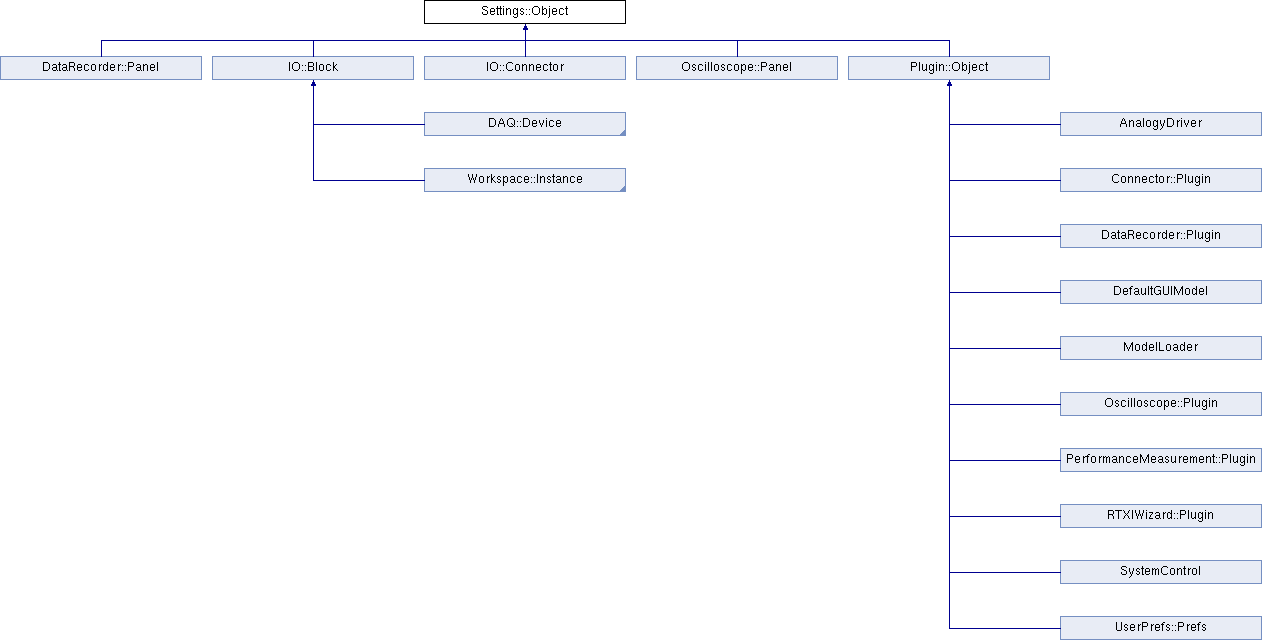 Settings::Object
DataRecorder::Panel
IO::Block
IO::Connector
Oscilloscope::Panel
Plugin::Object
DAQ::Device
AnalogyDriver
Workspace::Instance
Connector::Plugin
DataRecorder::Plugin
DefaultGUIModel
ModelLoader
Oscilloscope::Plugin
PerformanceMeasurement::Plugin
RTXIWizard::Plugin
SystemControl
UserPrefs::Prefs